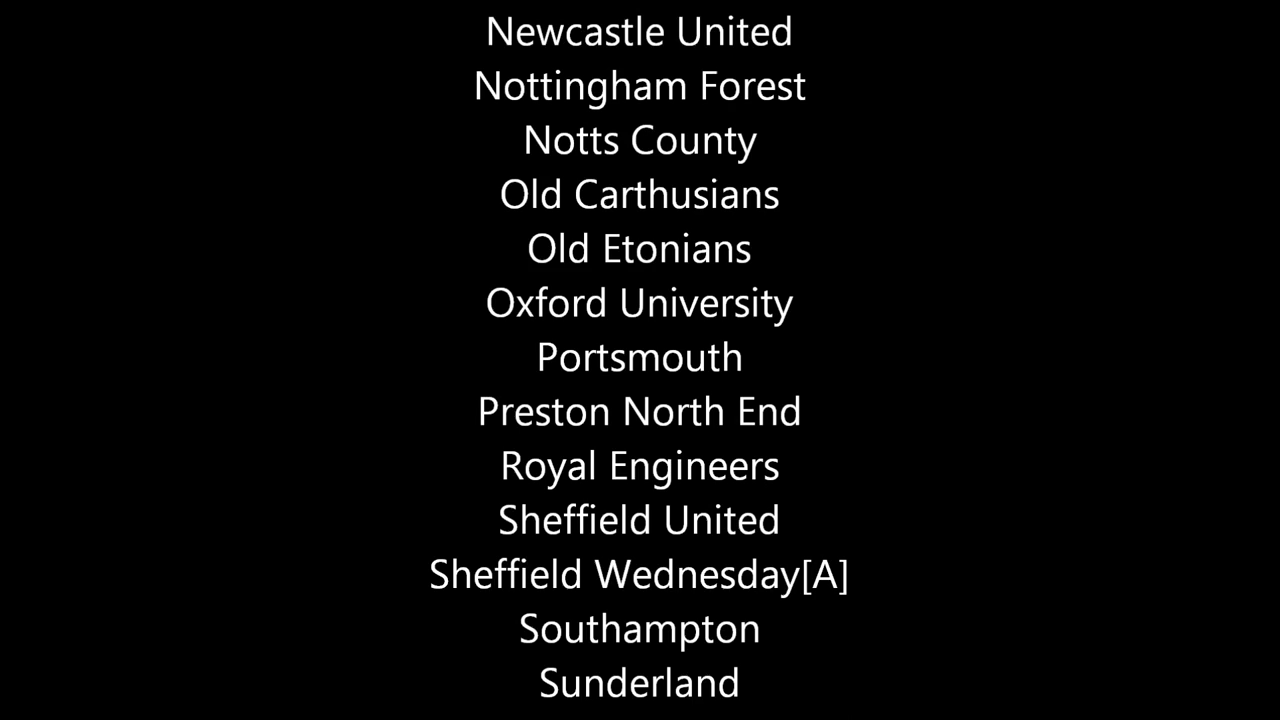 Newcastle United
Nottingham Forest
Notts County
Old Carthusians
Old Etonians
Oxford University
Portsmouth
Preston North End
Royal Engineers
Sheffield United
Sheffield Wednesday[A]
Southampton
Sunderland